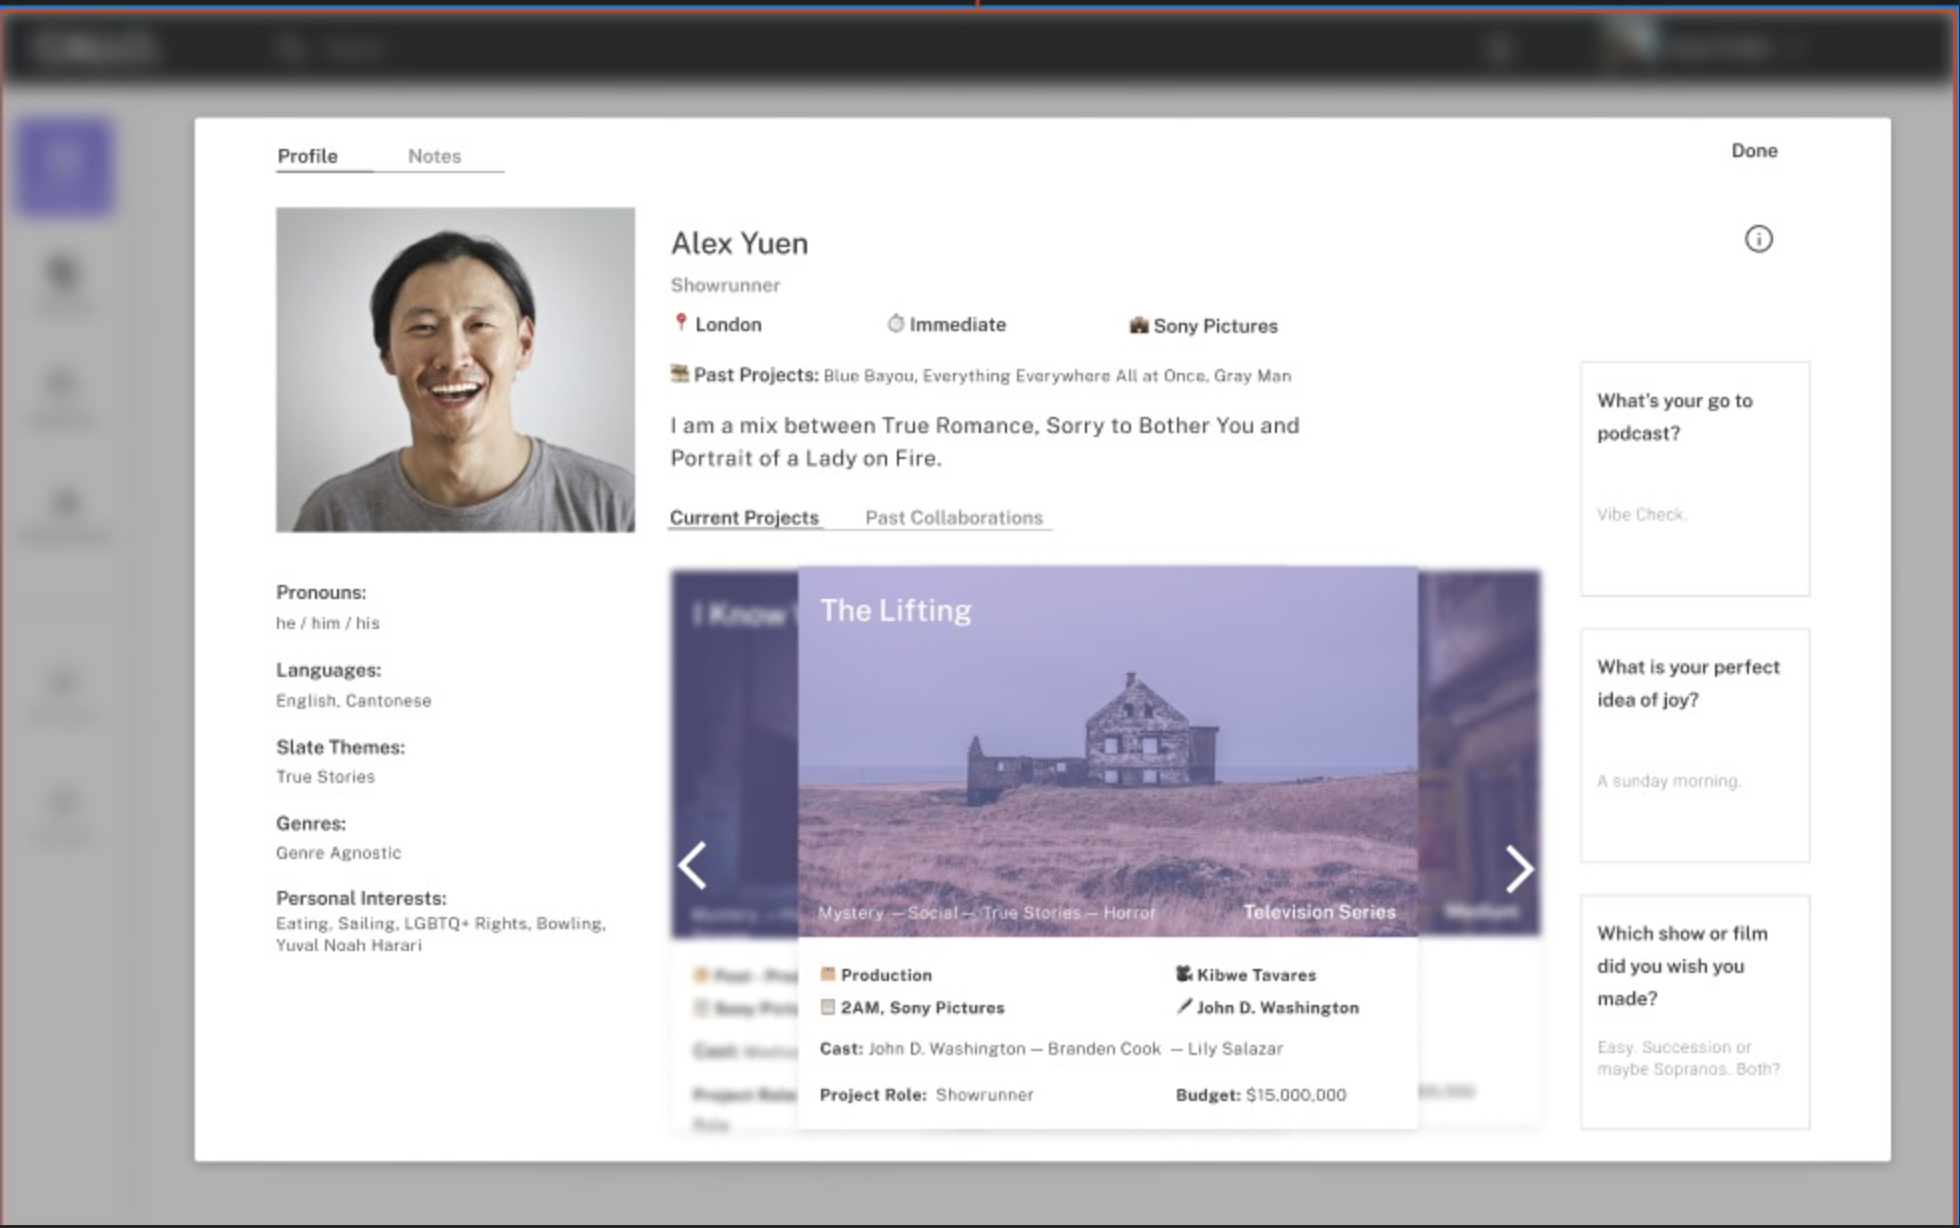 Profile
Notes
Done
Alex Yuen
Showrunner
London
Immediate
Sony Pictures
Past Projects: Blue Bayou, Everything Everywhere All at Once, Gray Man
I am a mix between True Romance, Sorry to Bother You and
Portrait of a Lady on Fire.
Current Projects
Past Collaborations
Pronouns:
he / him / his
Languages:
English, Cantonese
Slate Themes:
True Stories
Genres:
Genre Agnostic
Personal Interests:
Eating, Sailing, LGBTQ+ Rights, Bowling,
Yuval Noah Harari
I Know
The Lifting
Mystery — Social — True Stories — Horror
Television Series
Production
Kibwe Tavares
2AM, Sony Pictures
John D. Washington
Cast: John D. Washington — Branden Cook — Lily Salazar
Project Role: Showrunner
Budget: $15,000,000
What's your go to
podcast?
Vibe Check.
What is your perfect
idea of joy?
A sunday morning.
Which show or film
did you wish you
made?
Easy. Succession or
maybe Sopranos. Both?